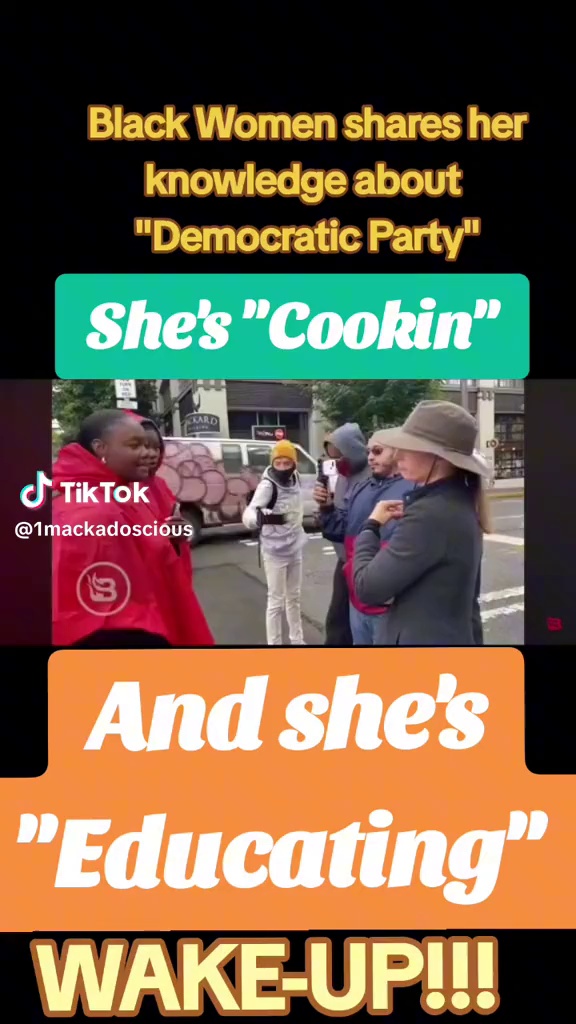 Black Women shares her
knowledge about
"Democratic Party"
She's "Cookin"
TikTok
@1mackadoscious
And she's
"Educating"
WAKE-UP!!!